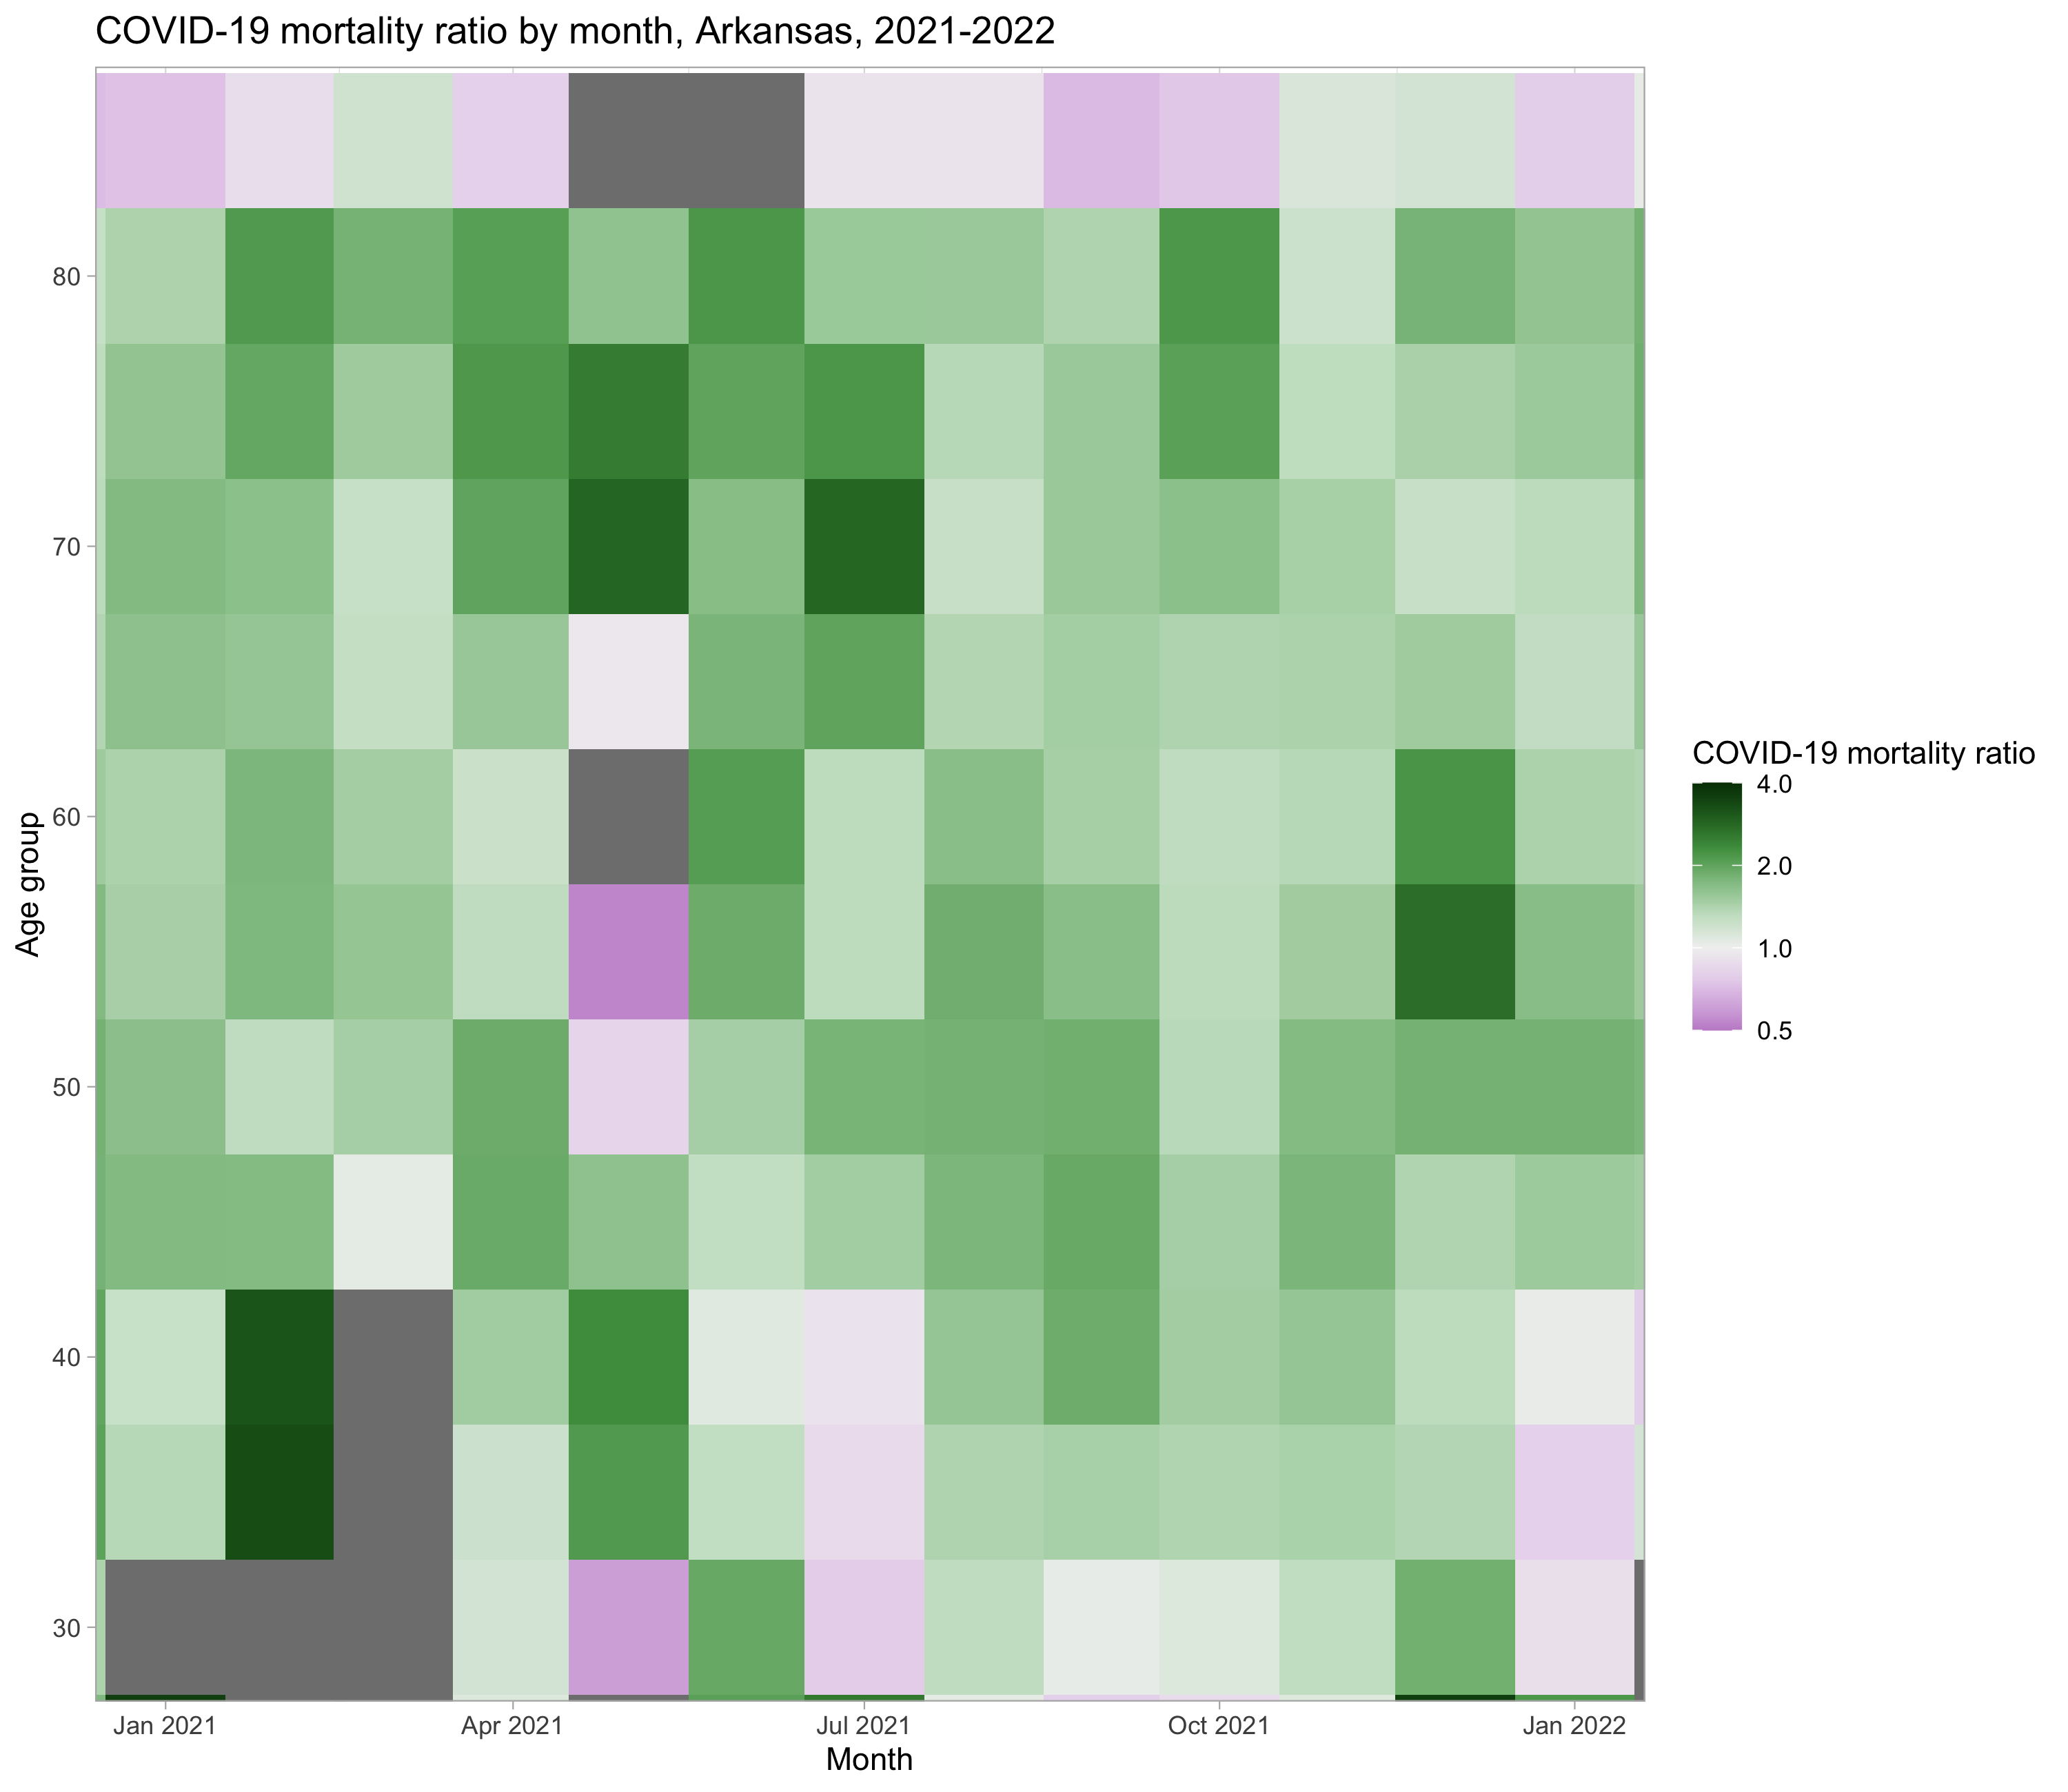 COVID-19 mortality ratio by month, Arkansas, 2021-2022
80
70
60
50
40
30
Age group
Jan 2021
Apr 2021
Jul 2021
Oct 2021
Jan 2022
Month
COVID-19 mortality ratio
4.0
2.0
1.0
0.5